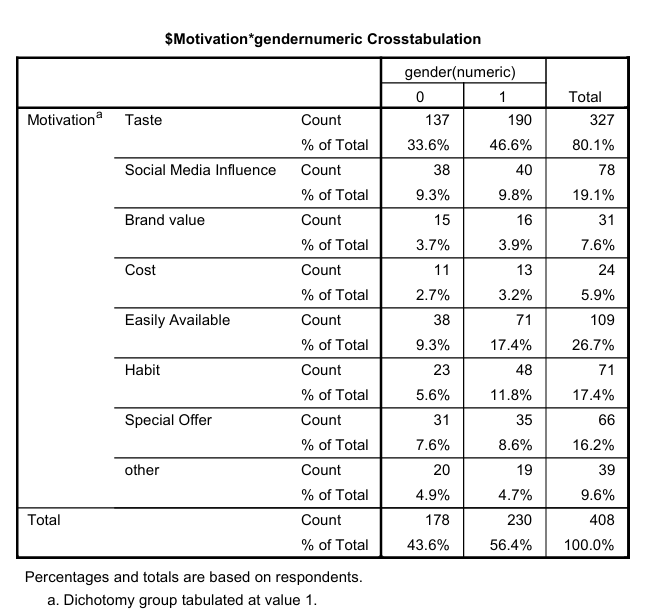 $Motivation*gendernumeric Crosstabulation
gender(numeric)
0 1 Total
Motivationa Taste Count 137 190 327
% of Total 33.6% 46.6% 80.1%
Social Media Influence Count 38 40 78
% of Total 9.3% 9.8% 19.1%
Brand value Count 15 16 31
% of Total 3.7% 3.9% 7.6%
Cost Count 11 13 24
% of Total 2.7% 3.2% 5.9%
Easily Available Count 38 71 109
% of Total 9.3% 17.4% 26.7%
Habit Count 23 48 71
% of Total 5.6% 11.8% 17.4%
Special Offer Count 31 35 66
% of Total 7.6% 8.6% 16.2%
other Count 20 19 39
% of Total 4.9% 4.7% 9.6%
Total Count 178 230 408
% of Total 43.6% 56.4% 100.0%
Percentages and totals are based on respondents.
a. Dichotomy group tabulated at value 1.